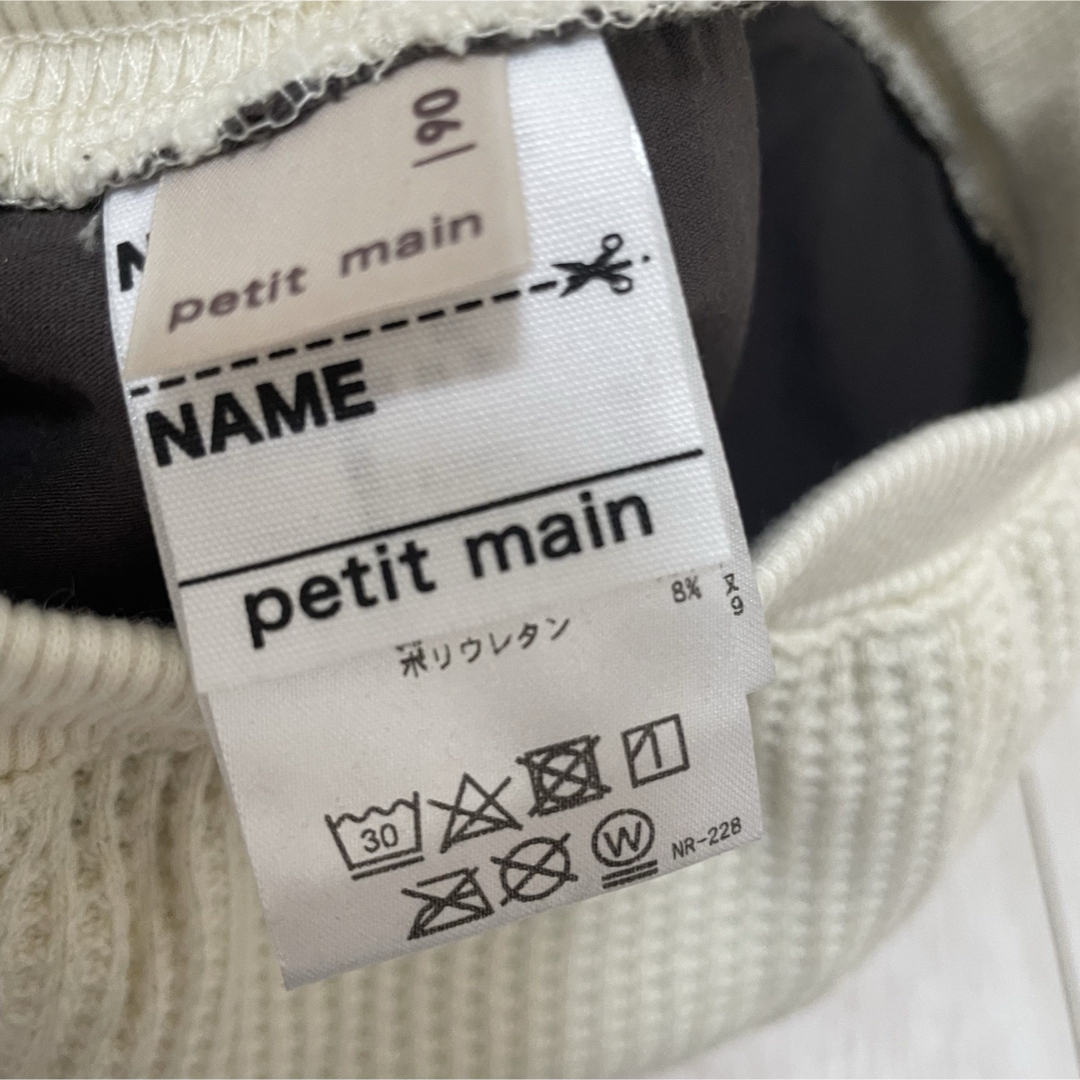 90
petit main
NAME
petit main
ポリウレタン 8%
30
W
NR-228